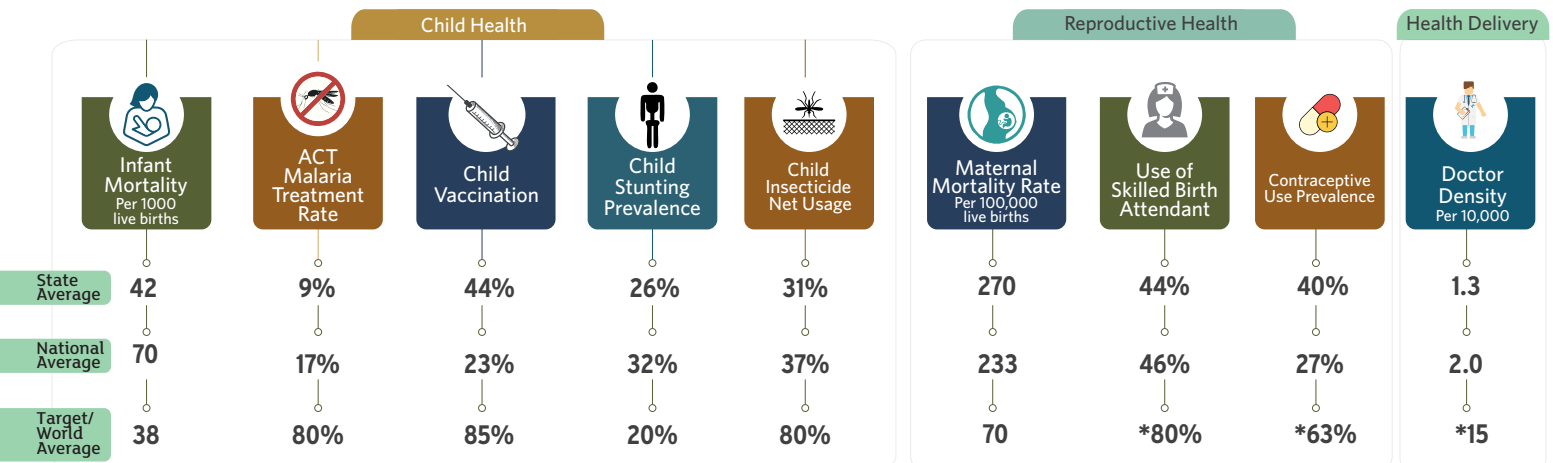 Child Health
Reproductive Health
Health Delivery
Infant
Mortality
Per 1000
live births
ACT
Malaria
Treatment
Rate
Child
Vaccination
Child
Stunting
Prevalence
Child
Insecticide
Net Usage
Maternal
Mortality Rate
Per 100,000
live births
Use of
Skilled Birth
Attendant
Contraceptive
Use Prevalence
Doctor
Density
Per 10,000
State
Average
42 9% 44% 26% 31% 270 44% 40% 1.3
National
Average
70 17% 23% 32% 37% 233 46% 27% 2.0
Target/
World
Average
38 80% 85% 20% 80% 70 *80% *63% *15